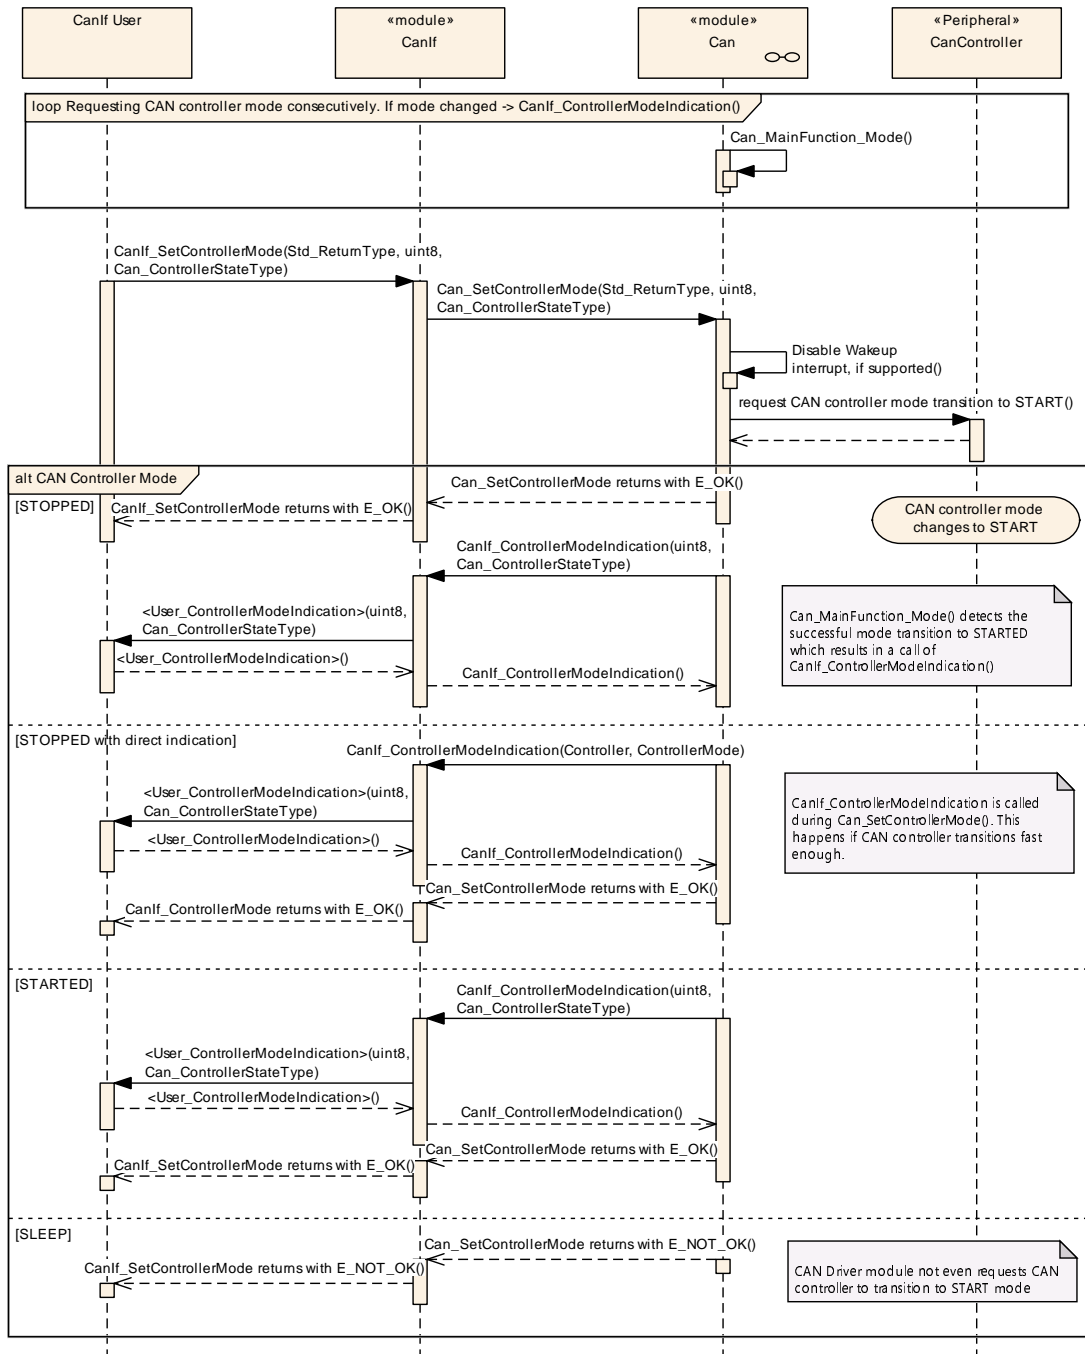 CanIf User
«module»
CanIf
«module»
Can
«Peripheral»
CanController
loop Requesting CAN controller mode consecutively. If mode changed -> CanIf_ControllerModeIndication()
Can_MainFunction_Mode()
CanIf_SetControllerMode(Std_ReturnType, uint8,
Can_ControllerStateType)
Can_SetControllerMode(Std_ReturnType, uint8,
Can_ControllerStateType)
Disable Wakeup
interrupt, if supported()
request CAN controller mode transition to START()
alt CAN Controller Mode
[STOPPED]
Can_SetControllerMode returns with E_OK()
CanIf_SetControllerMode returns with E_OK()
CAN controller mode
changes to START
CanIf_ControllerModeIndication(uint8,
Can_ControllerStateType)
<User_ControllerModeIndication>(uint8,
Can_ControllerStateType)
<User_ControllerModeIndication>()
CanIf_ControllerModeIndication()
Can_MainFunction_Mode() detects the
successful mode transition to STARTED
which results in a call of
CanIf_ControllerModeIndication()
[STOPPED with direct indication]
CanIf_ControllerModeIndication(Controller, ControllerMode)
<User_ControllerModeIndication>(uint8,
Can_ControllerStateType)
<User_ControllerModeIndication>()
CanIf_ControllerModeIndication()
Can_SetControllerMode returns with E_OK()
CanIf_ControllerMode returns with E_OK()
CanIf_ControllerModeIndication is called
during Can_SetControllerMode(). This
happens if CAN controller transitions fast
enough.
[STARTED]
CanIf_ControllerModeIndication(uint8,
Can_ControllerStateType)
<User_ControllerModeIndication>(uint8,
Can_ControllerStateType)
<User_ControllerModeIndication>()
CanIf_ControllerModeIndication()
Can_SetControllerMode returns with E_OK()
CanIf_SetControllerMode returns with E_OK()
[SLEEP]
Can_SetControllerMode returns with E_NOT_OK()
CanIf_SetControllerMode returns with E_NOT_OK()
CAN Driver module not even requests CAN
controller to transition to START mode